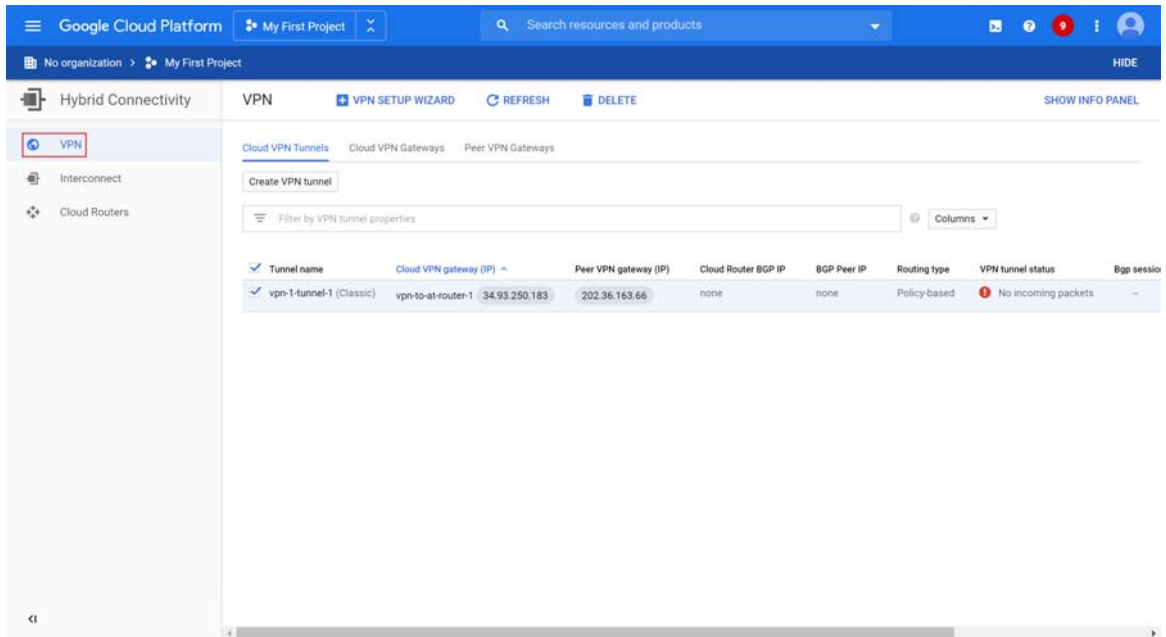 Google Cloud Platform My First Project Search resources and products 9
No organization > My First Project HIDE
Hybrid Connectivity
VPN
Interconnect
Cloud Routers
VPN VPN SETUP WIZARD REFRESH DELETE SHOW INFO PANEL
Cloud VPN Tunnels Cloud VPN Gateways Peer VPN Gateways
Create VPN tunnel
Filter by VPN tunnel properties Columns
Tunnel name Cloud VPN gateway (IP) Peer VPN gateway (IP) Cloud Router BGP IP BGP Peer IP Routing type VPN tunnel status Bgp sessio
vpn-1-tunnel-1 (Classic) vpn-to-at-router-1 34.93.250.183 202.36.163.66 none none Policy-based No incoming packets –